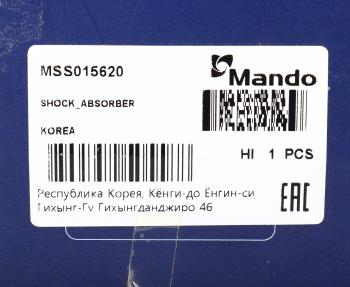 MSS015620
Mando
SHOCK_ABSORBER
KOREA
HI 1 PCS
Республика Корея, Кёнги-до Ёнгин-си
Гихынг-Гу Гихынгданджиро 46
EAC